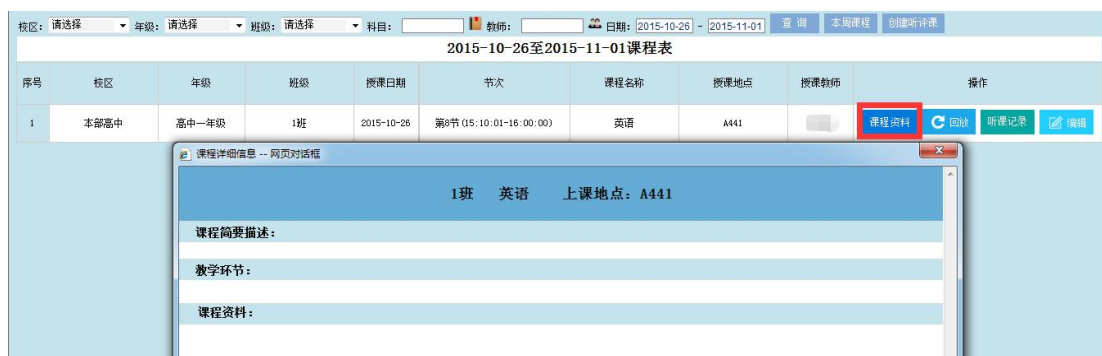 校区: 请选择 年级: 请选择 班级: 请选择 科目: 教师: 日期: 2015-10-26 - 2015-11-01 查 询 本周课程 创建听评课
2015-10-26至2015-11-01课程表
序号 校区 年级 班级 授课日期 节次 课程名称 授课地点 授课教师 操作
1 本部高中 高中一年级 1班 2015-10-26 第8节(15:10:01-16:00:00) 英语 A441 课程资料 回放 听课记录 编辑
课程详细信息 -- 网页对话框
1班 英语 上课地点: A441
课程简要描述:
教学环节:
课程资料: